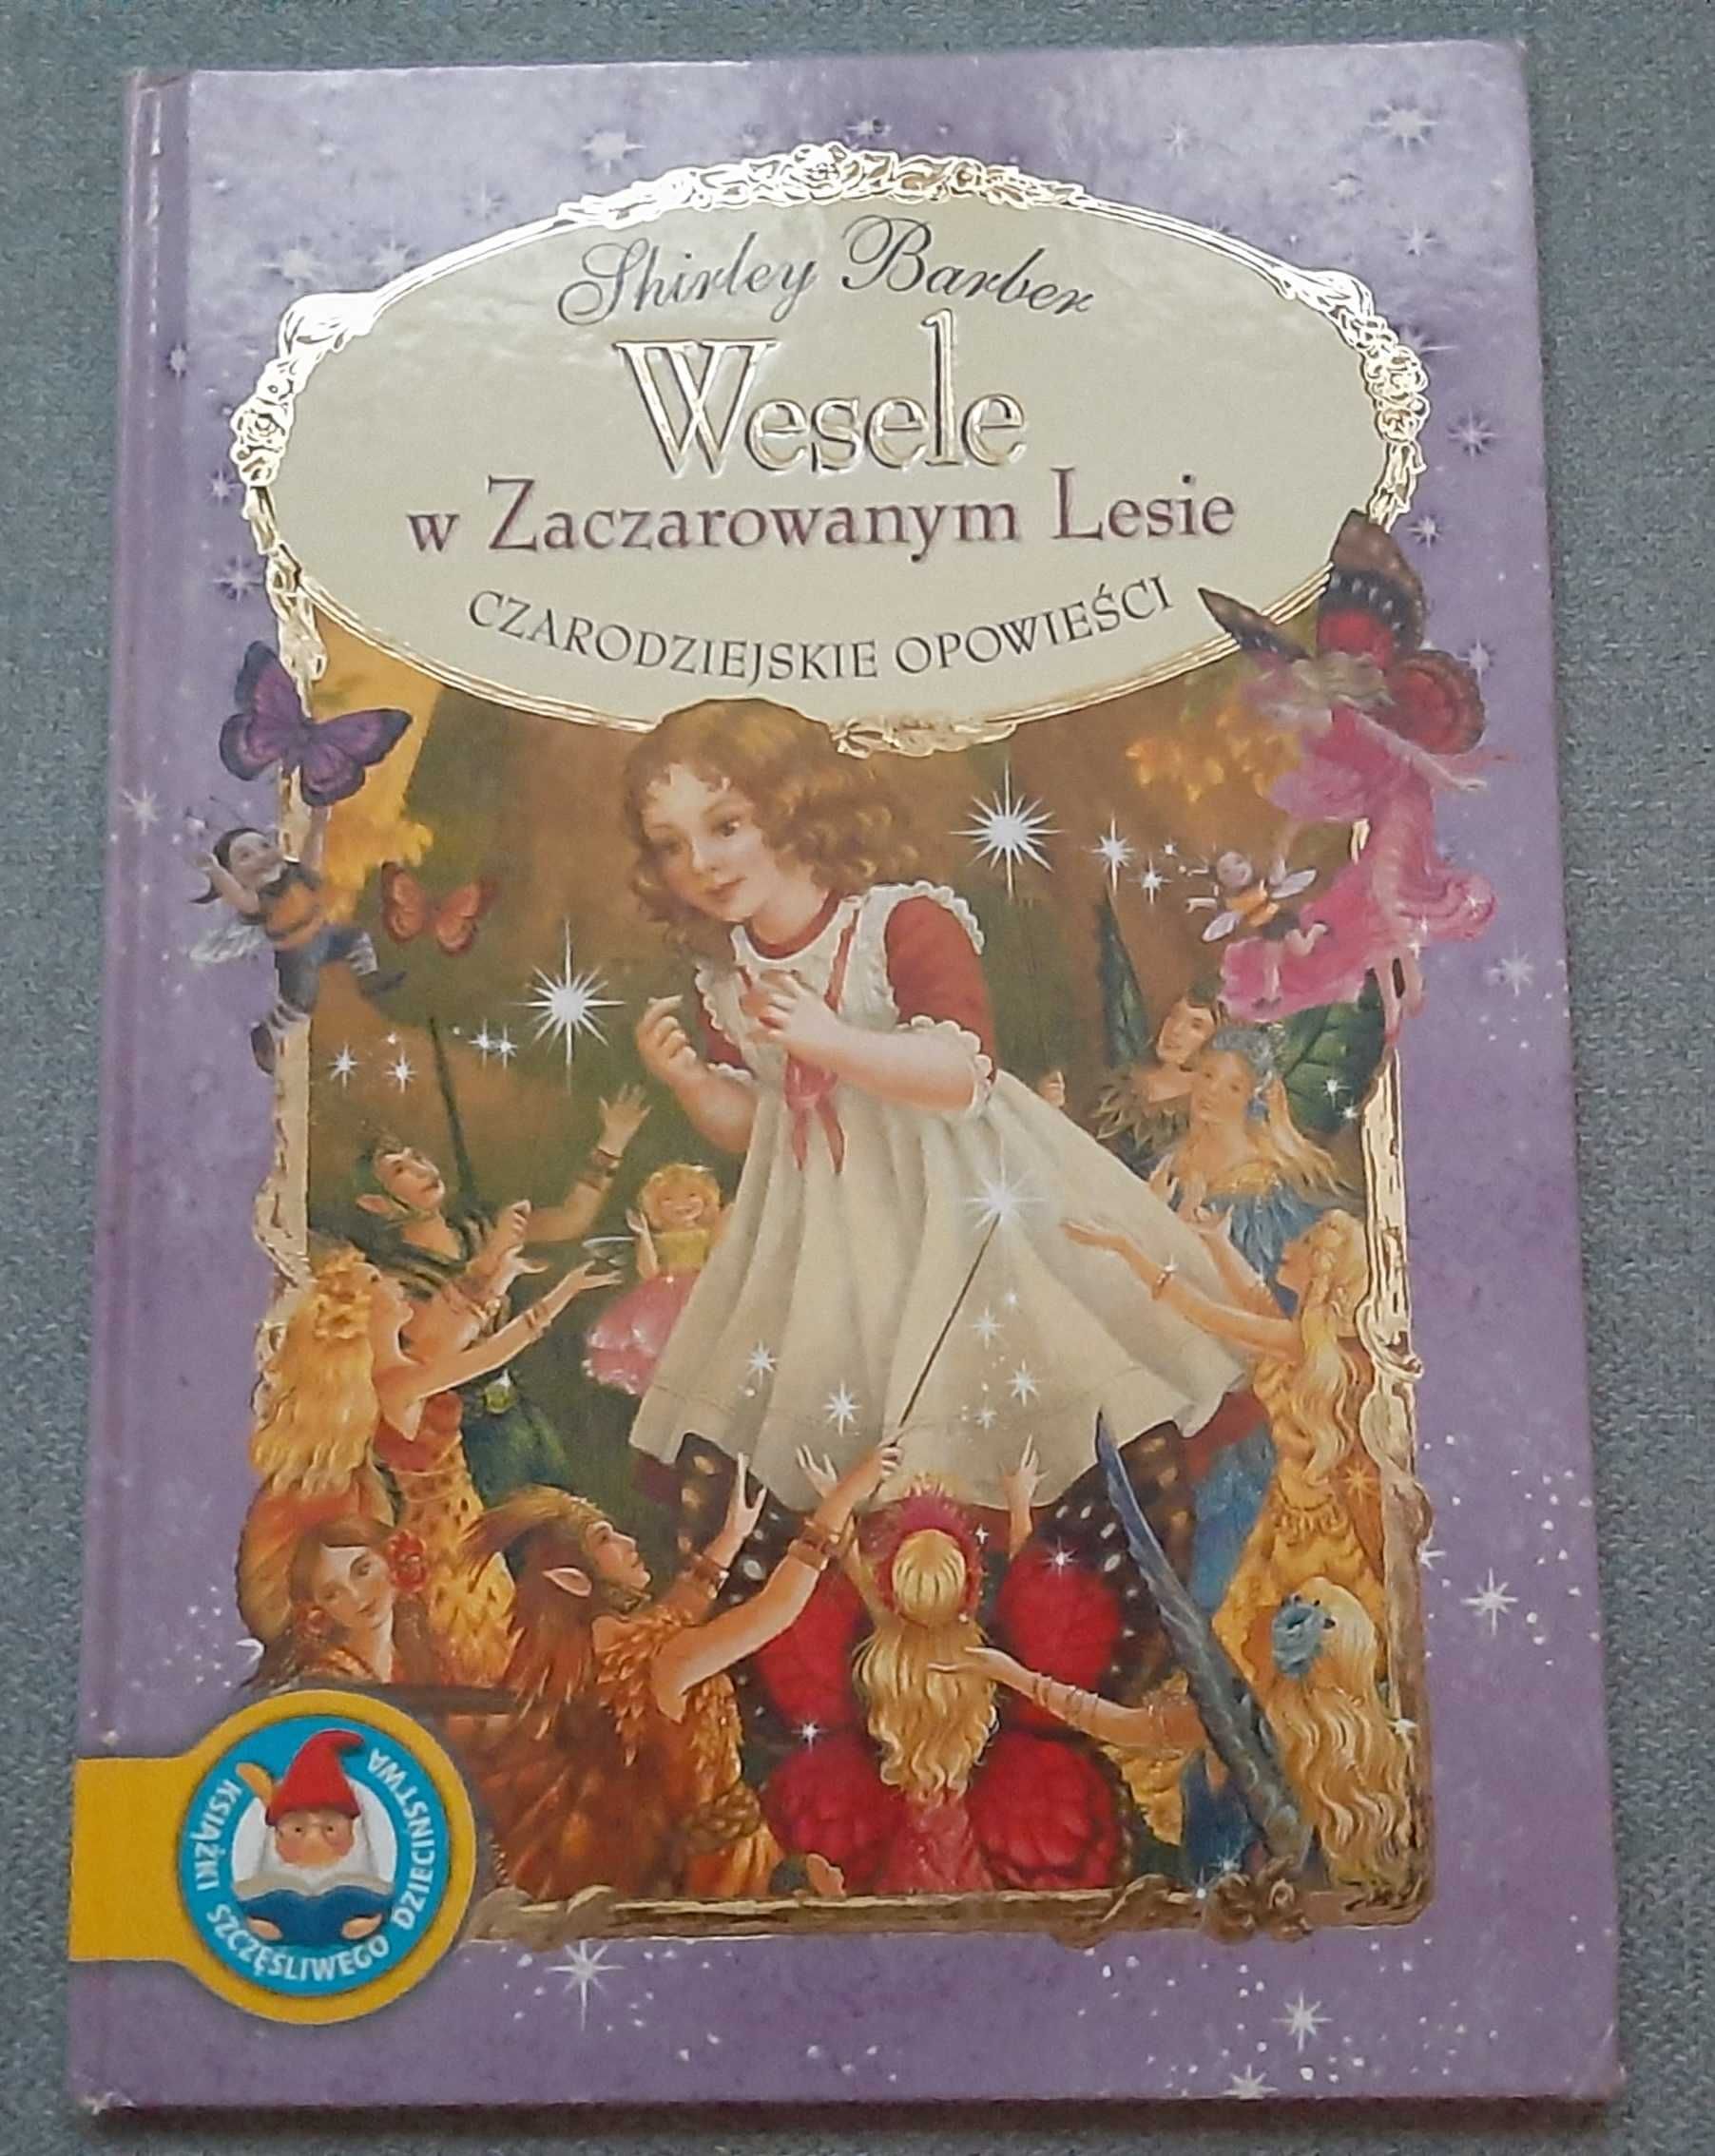 Shirley Barber
Wesele
w Zaczarowanym Lesie
CZARODZIEJSKIE OPOWIEŚCI
KSIĄŻKI SZCZĘŚLIWEGO DZIECIŃSTWA